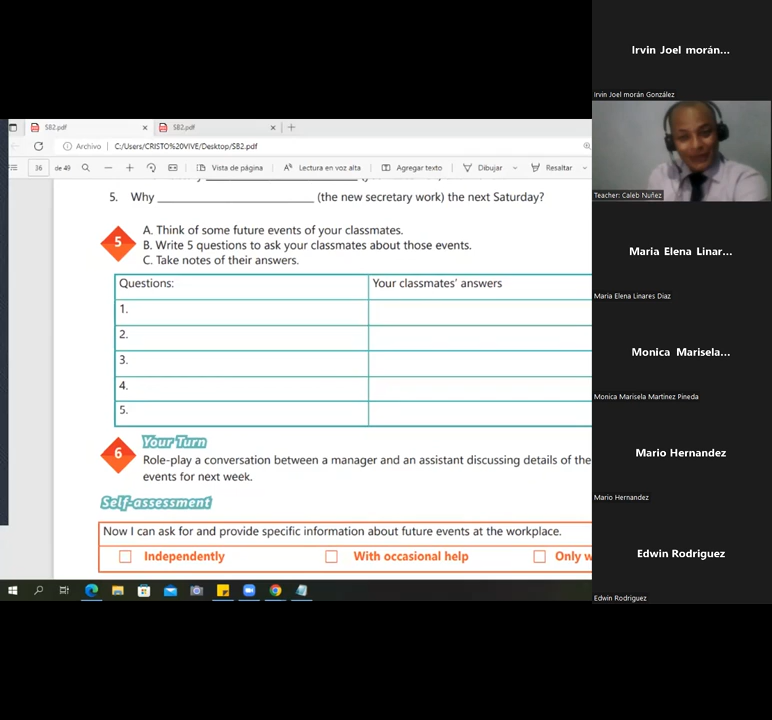 SB2.pdf
SB2.pdf
Archivo C:/Users/CRISTO VIVE/Desktop/SB2.pdf
36 de 49 Vista de página Lectura en voz alta Agregar texto Dibujar Resaltar
5. Why ____________________ (the new secretary work) the next Saturday?
5
A. Think of some future events of your classmates.
B. Write 5 questions to ask your classmates about those events.
C. Take notes of their answers.
Questions: Your classmates' answers
1.
2.
3.
4.
5.
6
Your Turn
Role-play a conversation between a manager and an assistant discussing details of the
events for next week.
Self-assessment
Now I can ask for and provide specific information about future events at the workplace.
Independently With occasional help Only
Irvin Joel morán...
Irvin Joel morán González
Teacher: Caleb Nuñez
Maria Elena Linar...
Maria Elena Linares Diaz
Monica Marisela...
Monica Marisela Martinez Pineda
Mario Hernandez
Mario Hernandez
Edwin Rodriguez
Edwin Rodriguez